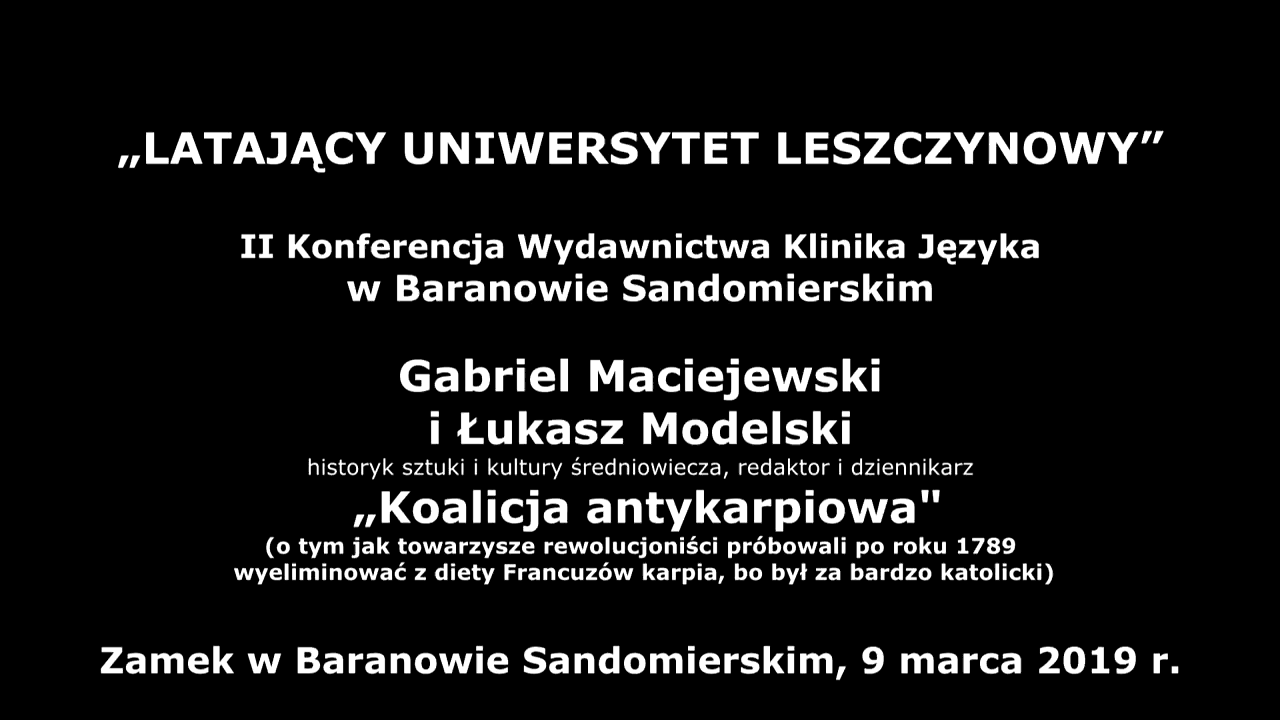 „LATAJĄCY UNIWERSYTET LESZCZYNOWY”
II Konferencja Wydawnictwa Klinika Języka
w Baranowie Sandomierskim
Gabriel Maciejewski
i Łukasz Modelski
historyk sztuki i kultury średniowiecza, redaktor i dziennikarz
„Koalicja antykarpiowa"
(o tym jak towarzysze rewolucjoniści próbowali po roku 1789
wyeliminować z diety Francuzów karpia, bo był za bardzo katolicki)
Zamek w Baranowie Sandomierskim, 9 marca 2019 r.